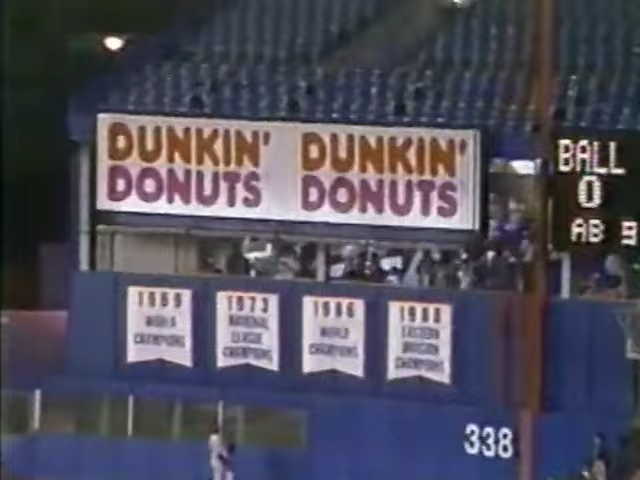 DUNKIN'
DONUTS
DUNKIN'
DONUTS
BALL
0
AB 9
1969
WORLD
CHAMPIONS
1973
NATIONAL
LEAGUE
CHAMPIONS
1986
WORLD
CHAMPIONS
1988
EASTERN
DIVISION
CHAMPIONS
338